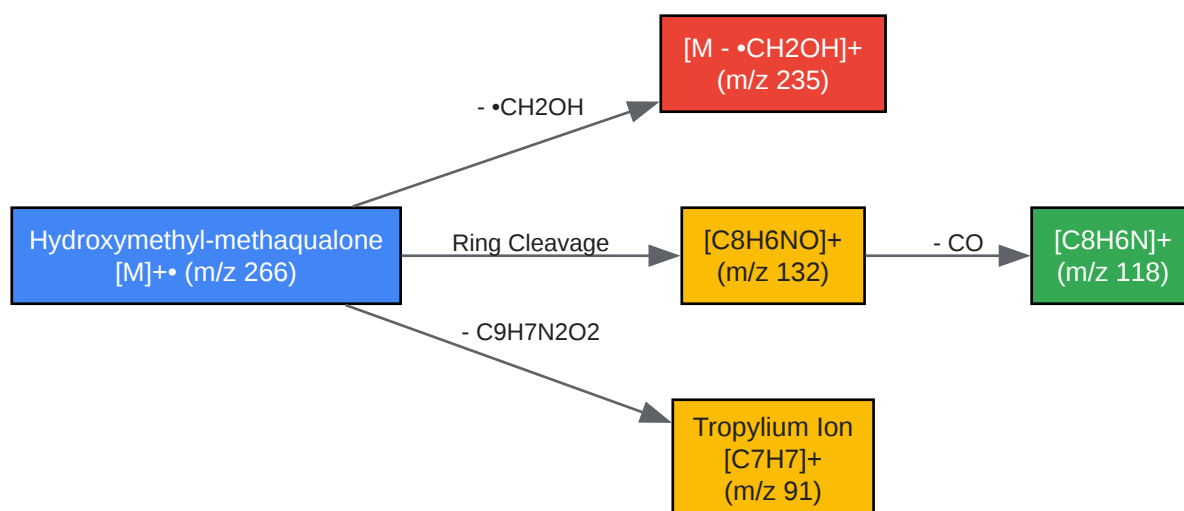 [M - •CH2OH]+
(m/z 235)
- •CH2OH
Hydroxymethyl-methaqualone
[M]+• (m/z 266)
Ring Cleavage
[C8H6NO]+
(m/z 132)
- CO
[C8H6N]+
(m/z 118)
- C9H7N2O2
Tropylium Ion
[C7H7]+
(m/z 91)